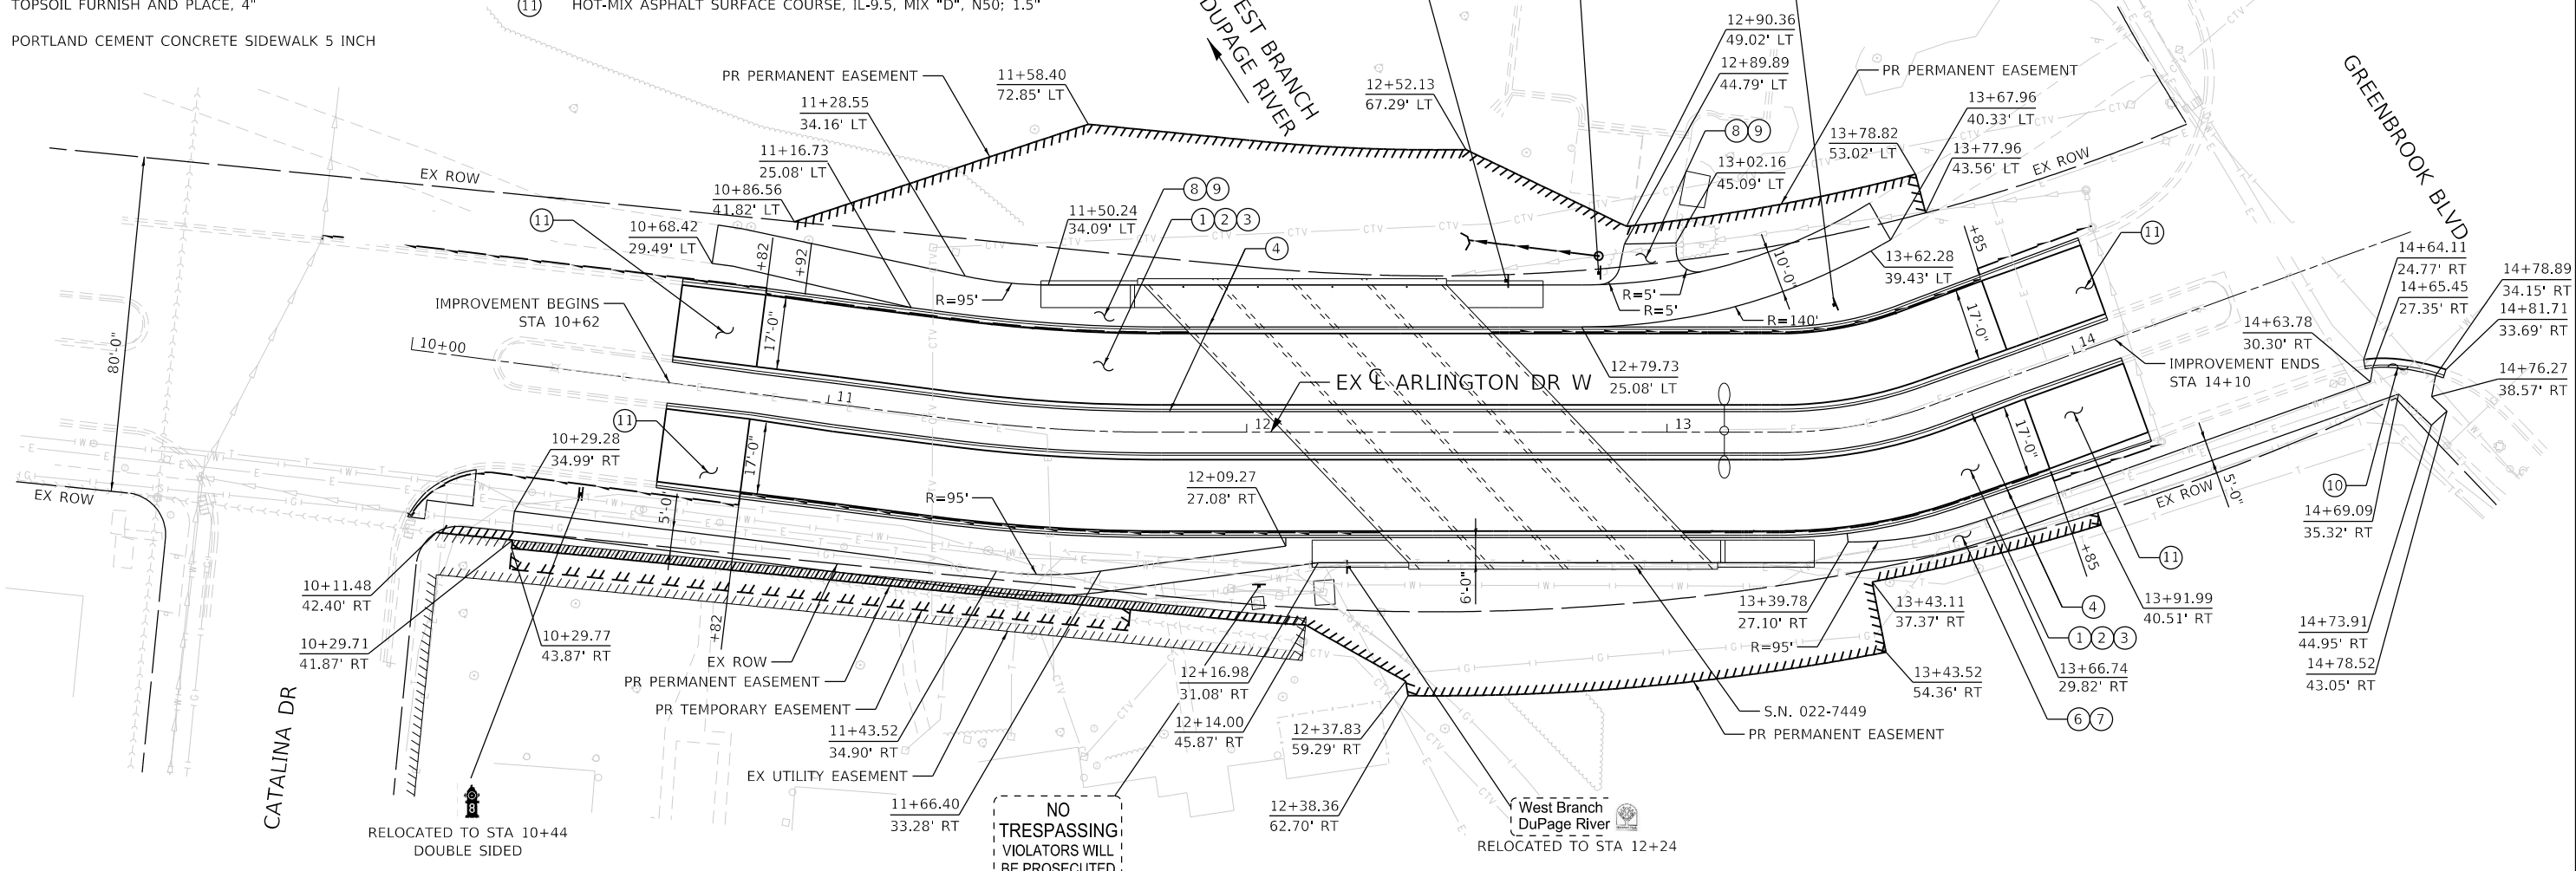 TOPSOIL FURNISH AND PLACE, 4"
(11) HOT-MIX ASPHALT SURFACE COURSE, IL-9.5, MIX "D", N50; 1.5"
PORTLAND CEMENT CONCRETE SIDEWALK 5 INCH
WEST BRANCH
DUPAGE RIVER
GREENBROOK BLVD
CATALINA DR
PR PERMANENT EASEMENT
11+58.40
72.85' LT
11+28.55
34.16' LT
11+16.73
25.08' LT
10+86.56
41.82' LT
10+68.42
29.49' LT
11+50.24
34.09' LT
12+52.13
67.29' LT
12+90.36
49.02' LT
12+89.89
44.79' LT
PR PERMANENT EASEMENT
13+67.96
40.33' LT
13+78.82
53.02' LT
13+77.96
43.56' LT
13+02.16
45.09' LT
13+62.28
39.43' LT
12+79.73
25.08' LT
EX ROW
EX ROW
EX ROW
EX ROW
EX ROW
80'-0"
8 9
1 2 3
4
11
11
8 9
11
11
+82
+92
+85
17'-0"
17'-0"
17'-0"
17'-0"
10'-0"
R=95'
R=5'
R=5'
R=140'
IMPROVEMENT BEGINS
STA 10+62
10+00
11
12
13
14
EX ℄ ARLINGTON DR W
IMPROVEMENT ENDS
STA 14+10
14+64.11
24.77' RT
14+65.45
27.35' RT
14+78.89
34.15' RT
14+81.71
33.69' RT
14+63.78
30.30' RT
14+76.27
38.57' RT
10
14+69.09
35.32' RT
14+73.91
44.95' RT
14+78.52
43.05' RT
5'-0"
+85
4
1 2 3
6 7
13+91.99
40.51' RT
13+66.74
29.82' RT
13+43.11
37.37' RT
13+39.78
27.10' RT
R=95'
13+43.52
54.36' RT
S.N. 022-7449
PR PERMANENT EASEMENT
6'-0"
12+09.27
27.08' RT
R=95'
10+29.28
34.99' RT
5'-0"
+82
10+11.48
42.40' RT
10+29.71
41.87' RT
10+29.77
43.87' RT
EX ROW
PR PERMANENT EASEMENT
PR TEMPORARY EASEMENT
11+43.52
34.90' RT
EX UTILITY EASEMENT
11+66.40
33.28' RT
12+16.98
31.08' RT
12+14.00
45.87' RT
12+37.83
59.29' RT
12+38.36
62.70' RT
8
RELOCATED TO STA 10+44
DOUBLE SIDED
NO
TRESPASSING
VIOLATORS WILL
BE PROSECUTED
West Branch
DuPage River
RELOCATED TO STA 12+24